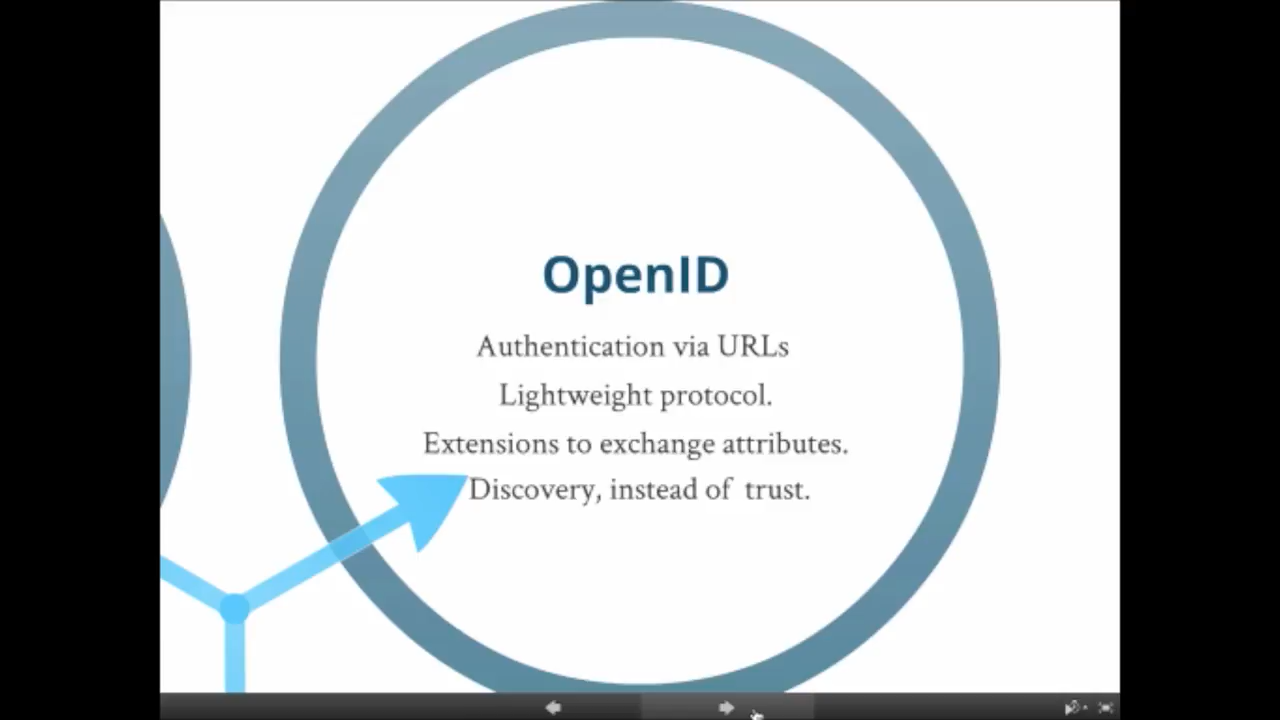 OpenID
Authentication via URLs
Lightweight protocol.
Extensions to exchange attributes.
Discovery, instead of trust.